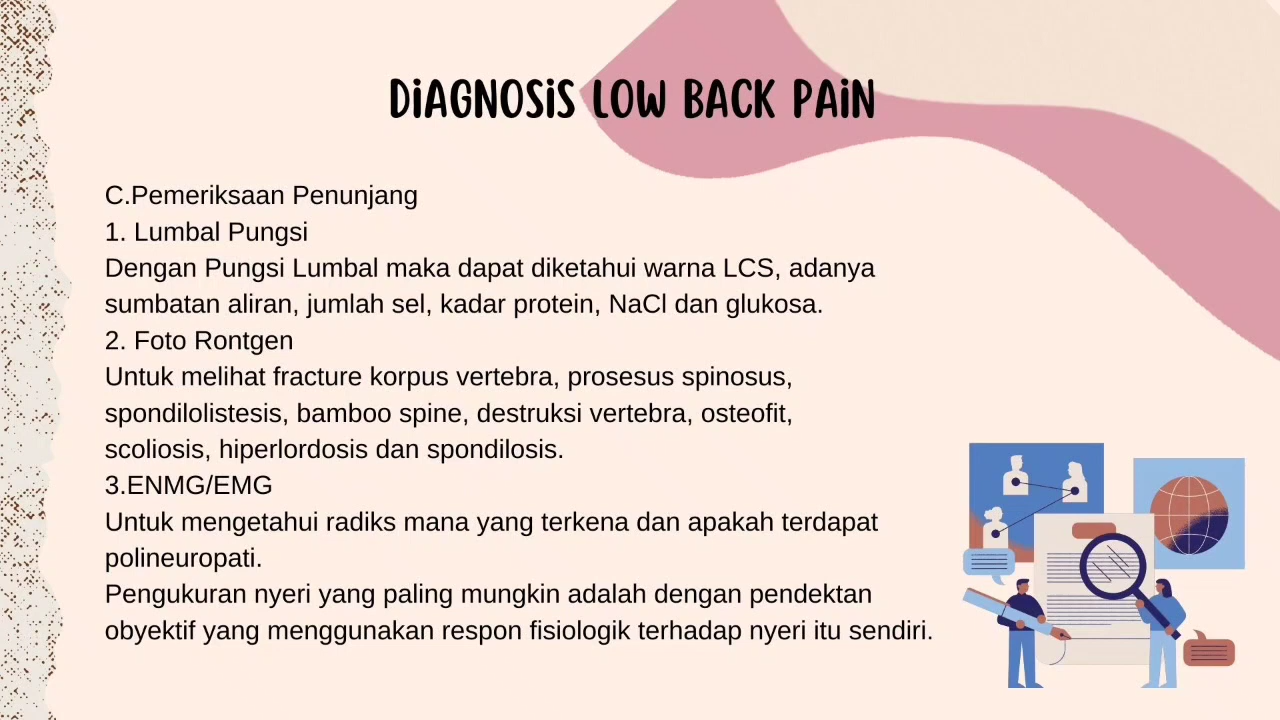 DiAGNOSiS LOW BACK PAiN
C.Pemeriksaan Penunjang
1. Lumbal Pungsi
Dengan Pungsi Lumbal maka dapat diketahui warna LCS, adanya
sumbatan aliran, jumlah sel, kadar protein, NaCl dan glukosa.
2. Foto Rontgen
Untuk melihat fracture korpus vertebra, prosesus spinosus,
spondilolistesis, bamboo spine, destruksi vertebra, osteofit,
scoliosis, hiperlordosis dan spondilosis.
3.ENMG/EMG
Untuk mengetahui radiks mana yang terkena dan apakah terdapat
polineuropati.
Pengukuran nyeri yang paling mungkin adalah dengan pendektan
obyektif yang menggunakan respon fisiologik terhadap nyeri itu sendiri.